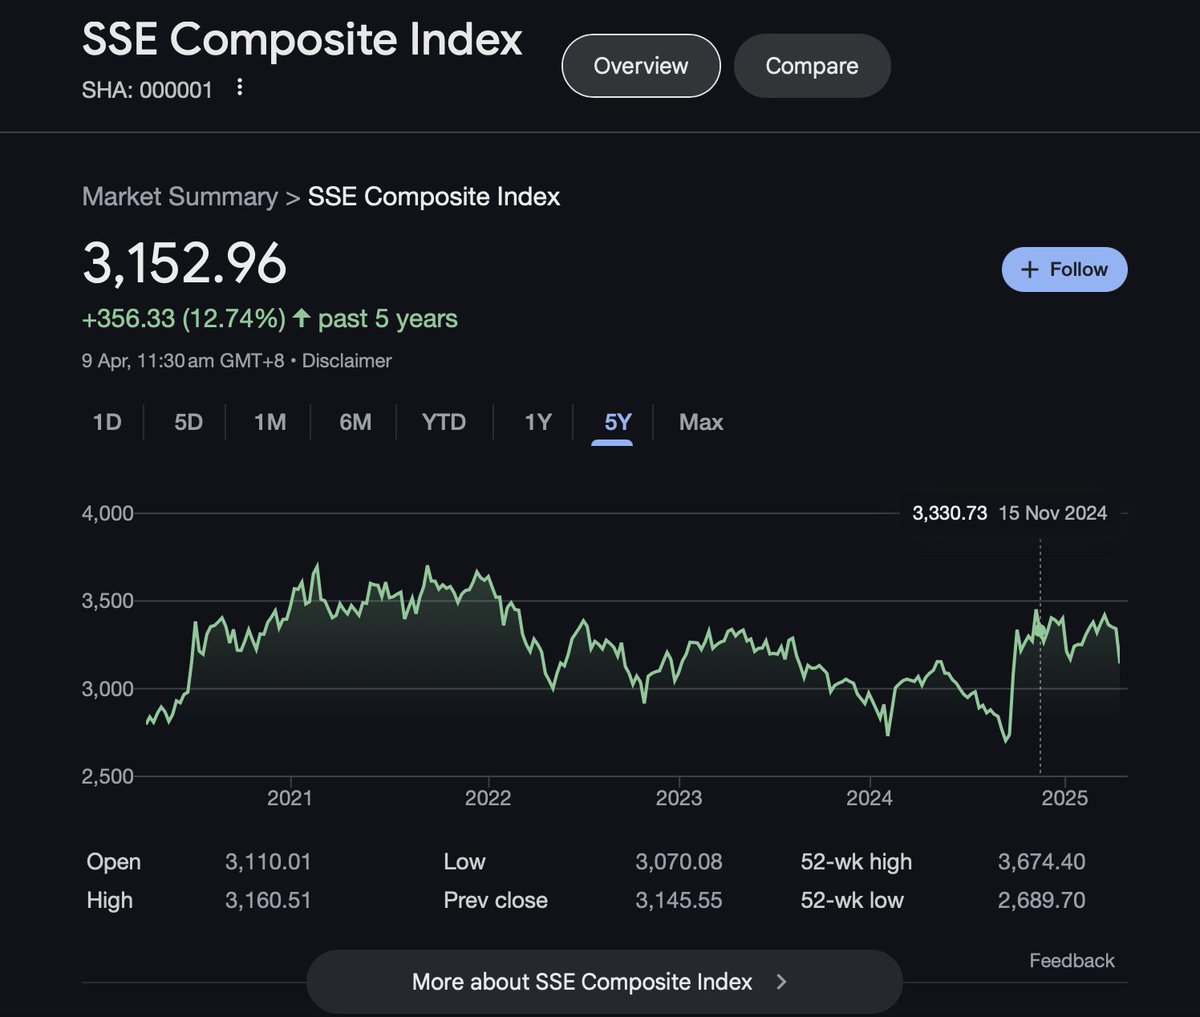 SSE Composite Index
SHA: 000001
Overview
Compare
Market Summary > SSE Composite Index
3,152.96
+ Follow
+356.33 (12.74%) ↑ past 5 years
9 Apr, 11:30 am GMT+8 • Disclaimer
1D 5D 1M 6M YTD 1Y 5Y Max
3,330.73 15 Nov 2024
4,000
3,500
3,000
2,500
2021 2022 2023 2024 2025
Open 3,110.01 Low 3,070.08 52-wk high 3,674.40
High 3,160.51 Prev close 3,145.55 52-wk low 2,689.70
Feedback
More about SSE Composite Index >